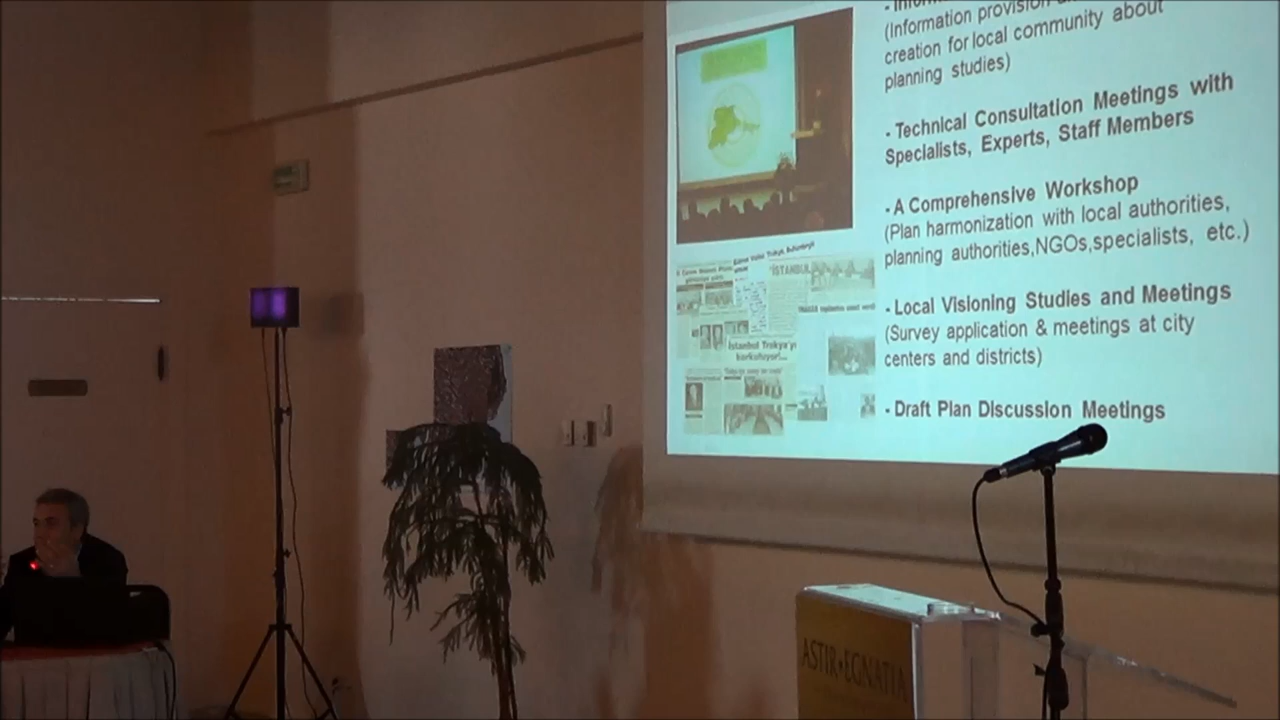 (Information provision
creation for local community about
planning studies)
- Technical Consultation Meetings with
Specialists, Experts, Staff Members
- A Comprehensive Workshop
(Plan harmonization with local authorities,
planning authorities,NGOs,specialists, etc.)
- Local Visioning Studies and Meetings
(Survey application & meetings at city
centers and districts)
- Draft Plan Discussion Meetings
İSTANBUL
İstanbul Trakya'yı
korkutuyor!...
ASTIR•EGNATIA